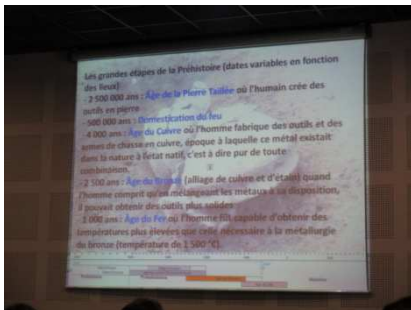 Les grandes étapes de la Préhistoire (dates variables en fonction
des lieux)
- 2 500 000 ans : Âge de la Pierre Taillée où l'humain crée des
outils en pierre
- 500 000 ans : Domestication du feu
- 4 000 ans : Âge du Cuivre où l'homme fabrique des outils et des
armes de chasse en cuivre, époque à laquelle ce métal existait
dans la nature à l'état natif, c'est à dire pur de toute
combinaison.
- 2 500 ans : Âge du Bronze (alliage de cuivre et d'étain) quand
l'homme comprit qu'en mélangeant les métaux à sa disposition,
il pouvait obtenir des outils plus solides
- 1 000 ans : Âge du Fer où l'homme fût capable d'obtenir des
températures plus élevées que celle nécessaire à la métallurgie
du bronze (température de 1 500 °C).